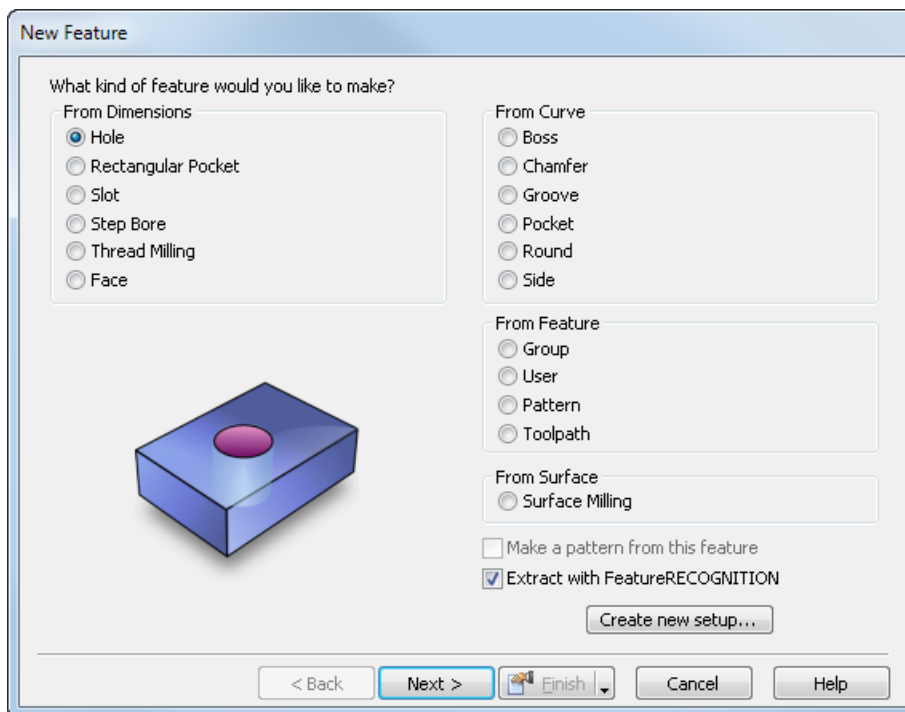 New Feature
What kind of feature would you like to make?
From Dimensions
Hole
Rectangular Pocket
Slot
Step Bore
Thread Milling
Face
From Curve
Boss
Chamfer
Groove
Pocket
Round
Side
From Feature
Group
User
Pattern
Toolpath
From Surface
Surface Milling
Make a pattern from this feature
Extract with FeatureRECOGNITION
Create new setup...
< Back
Next >
Finish
Cancel
Help